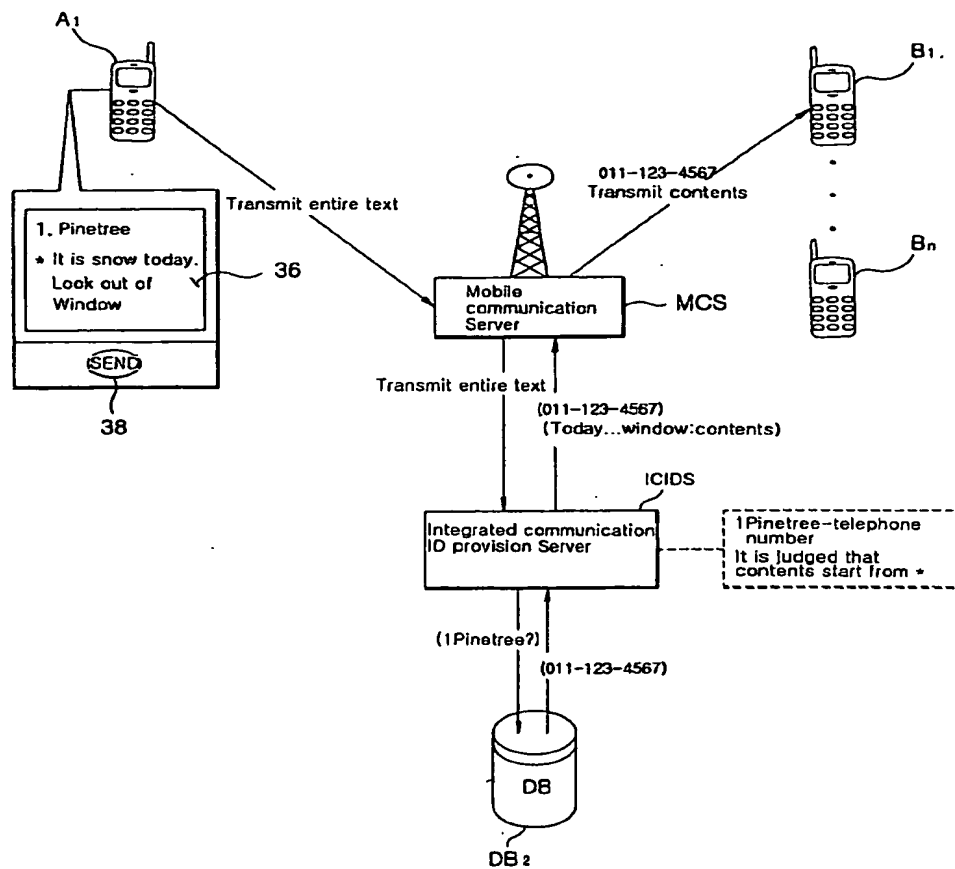 A1
B1.
011-123-4567
Transmit contents
Transmit entire text
1. Pinetree
* It is snow today.
Look out of
Window
36
SEND
38
Bn
Mobile
communication
Server
MCS
Transmit entire text
(011-123-4567)
(Today...window:contents)
ICIDS
Integrated communication
ID provision Server
1Pinetree-telephone
number
It is judged that
contents start from *
(1Pinetree?)
(011-123-4567)
DB
DB2